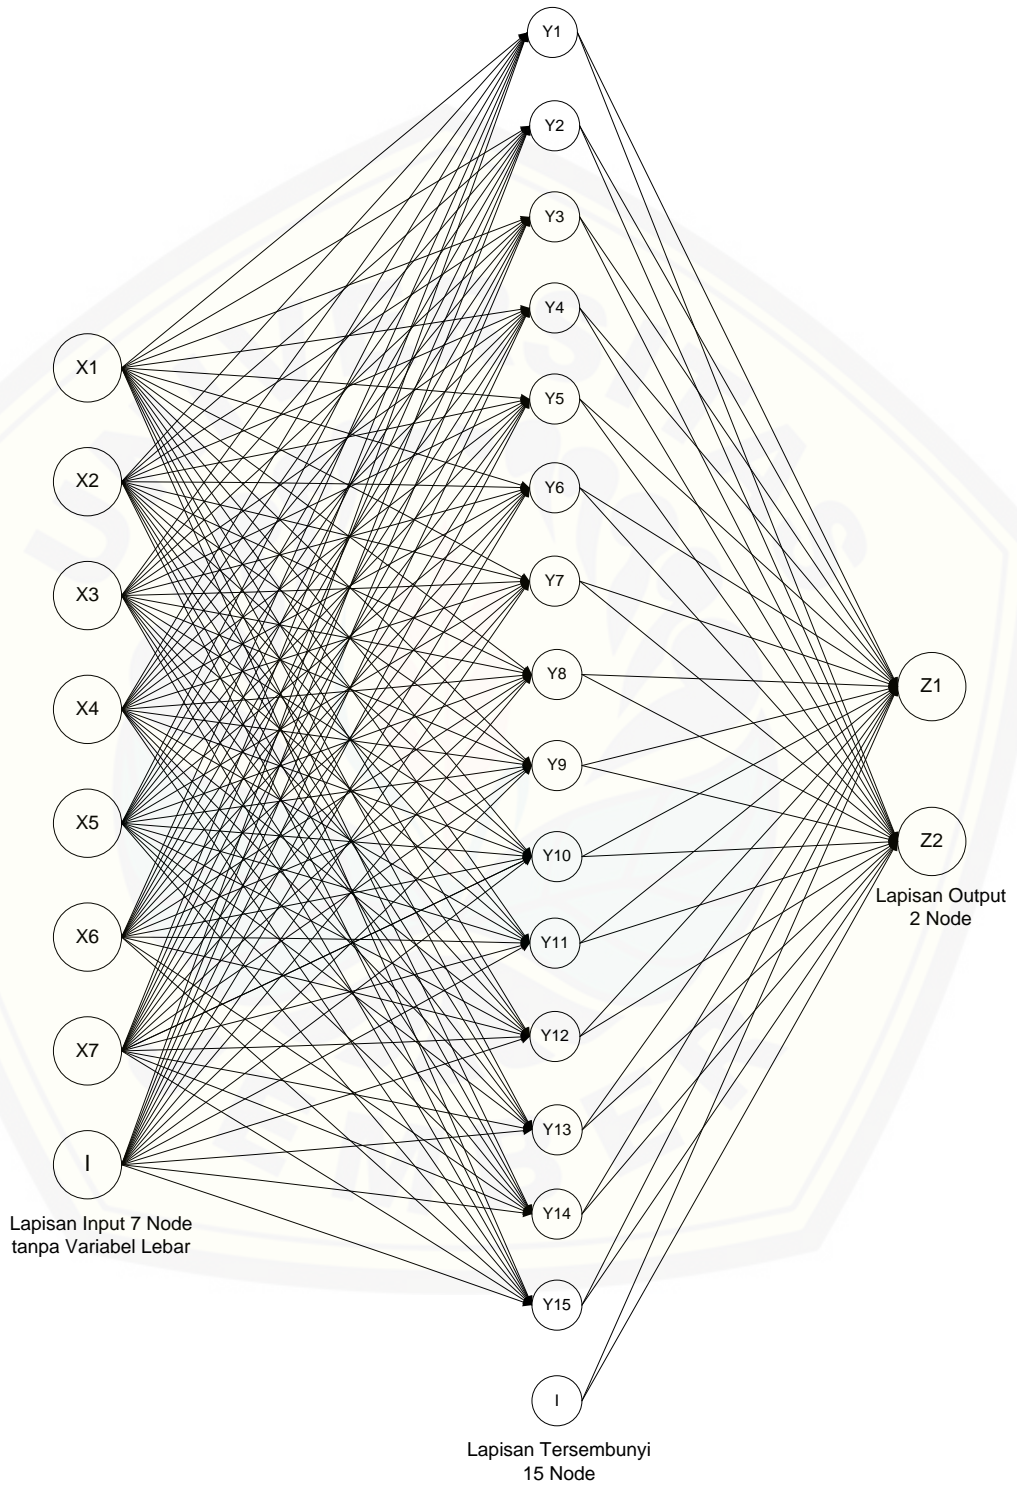 Y1
Y2
Y3
Y4
Y5
Y6
Y7
Y8
Y9
Y10
Y11
Y12
Y13
Y14
Y15
I
Lapisan Tersembunyi
15 Node
X1
X2
X3
X4
X5
X6
X7
I
Lapisan Input 7 Node
tanpa Variabel Lebar
Z1
Z2
Lapisan Output
2 Node